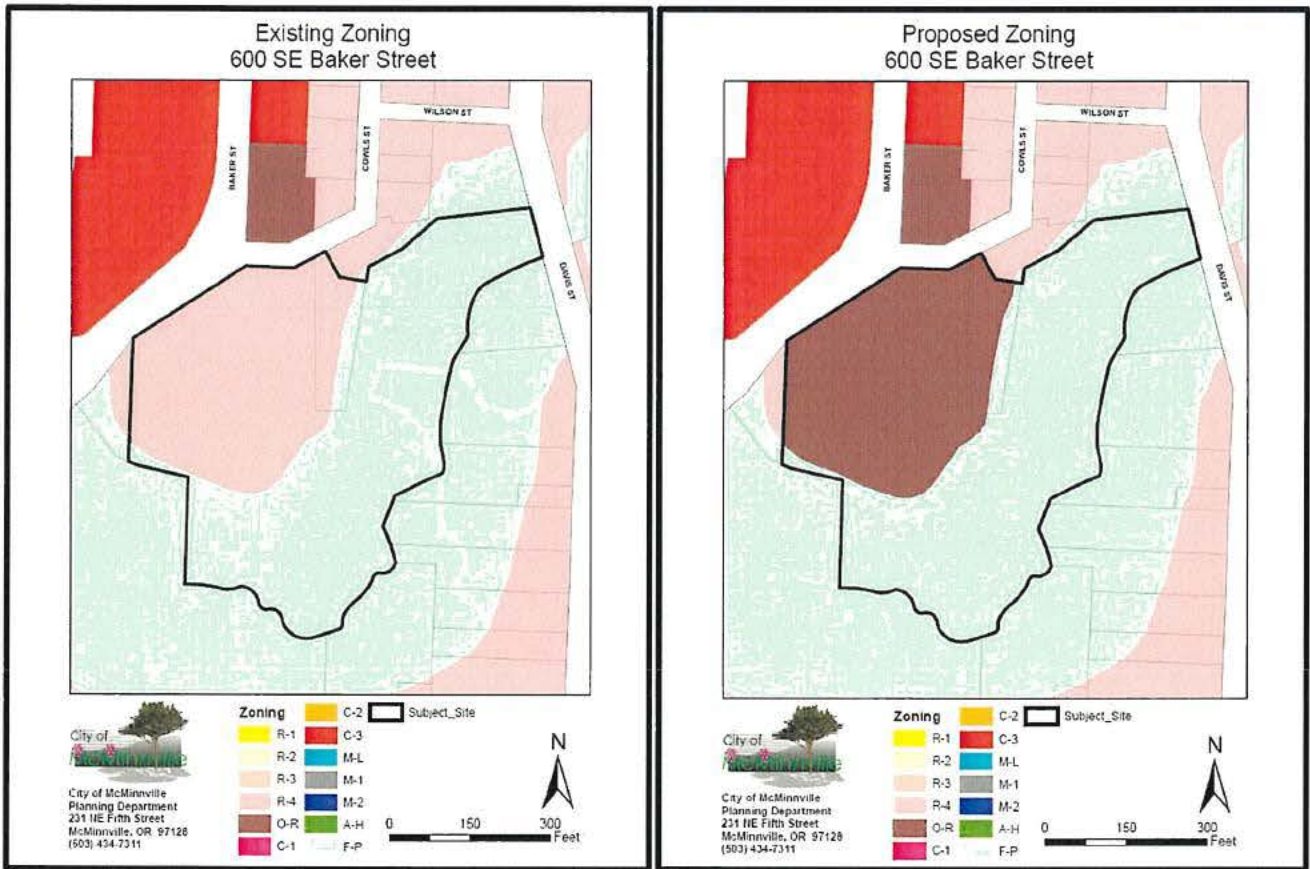 Existing Zoning
600 SE Baker Street
WILSON ST
COWLS ST
BAKER ST
DAVIS ST
City of
McMinnville
City of McMinnville
Planning Department
231 NE Fifth Street
McMinnville, OR 97128
(503) 434-7311
Zoning
R-1
R-2
R-3
R-4
O-R
C-1
C-2
C-3
M-L
M-1
M-2
A-H
F-P
Subject_Site
N
0 150 300
Feet
Proposed Zoning
600 SE Baker Street
WILSON ST
COWLS ST
BAKER ST
DAVIS ST
City of
McMinnville
City of McMinnville
Planning Department
231 NE Fifth Street
McMinnville, OR 97128
(503) 434-7311
Zoning
R-1
R-2
R-3
R-4
O-R
C-1
C-2
C-3
M-L
M-1
M-2
A-H
F-P
Subject_Site
N
0 150 300
Feet